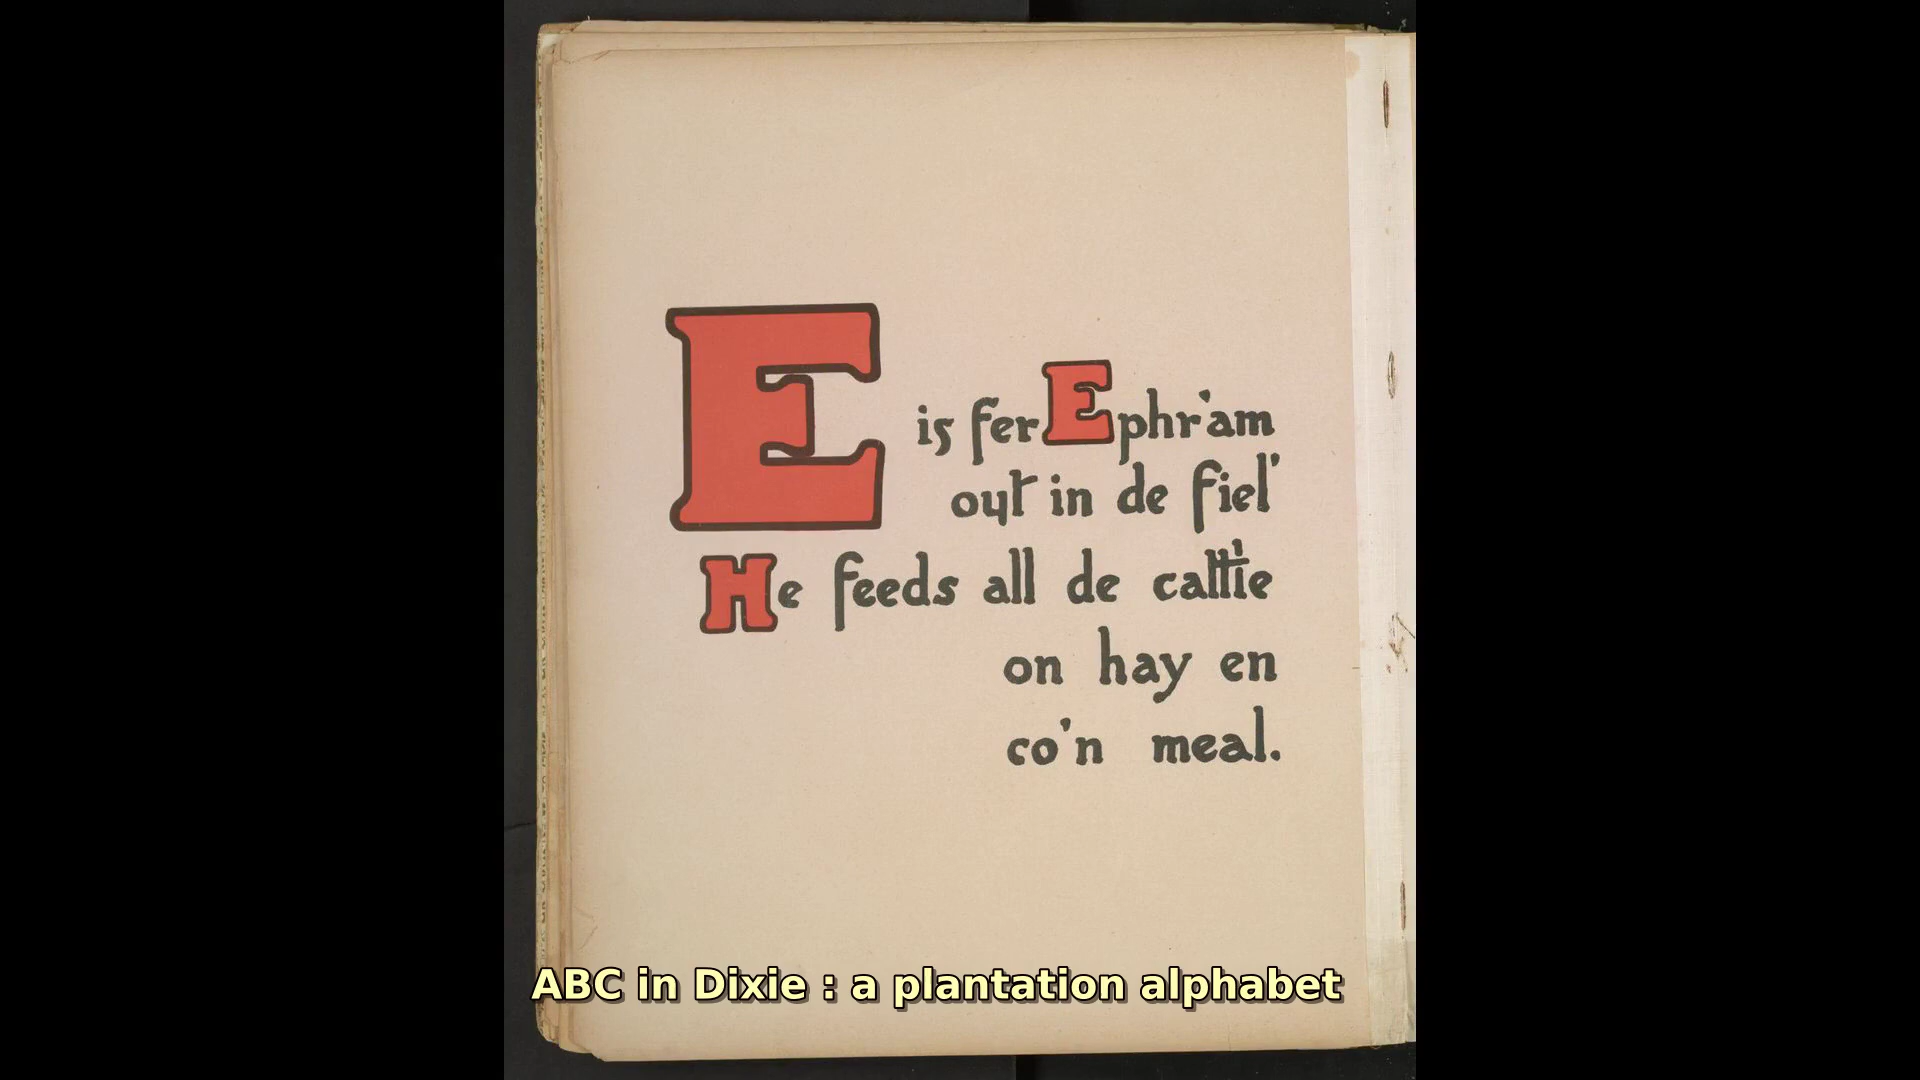 E is fer Ephr'am
out in de fiel'
He feeds all de cattle
on hay en
co'n meal.
ABC in Dixie : a plantation alphabet